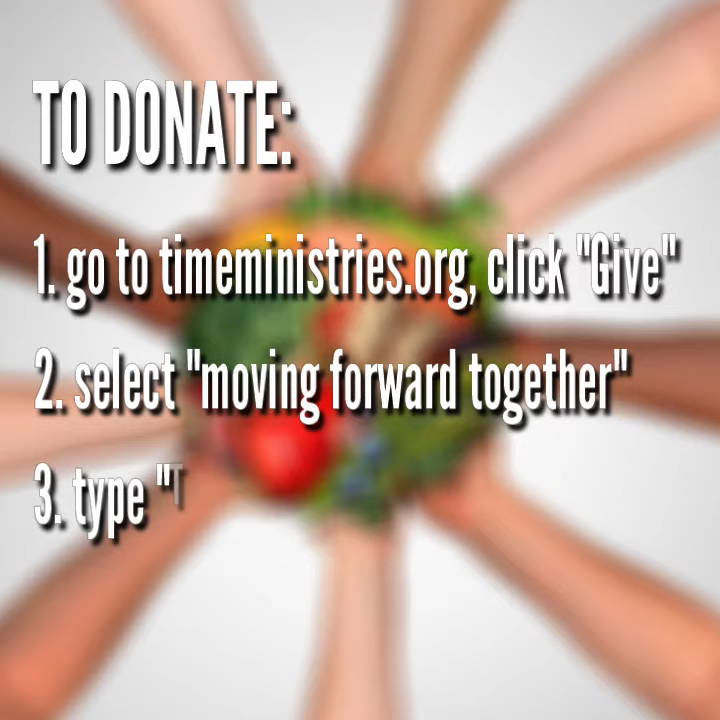 TO DONATE:
1. go to timeministries.org, click "Give"
2. select "moving forward together"
3. type "T